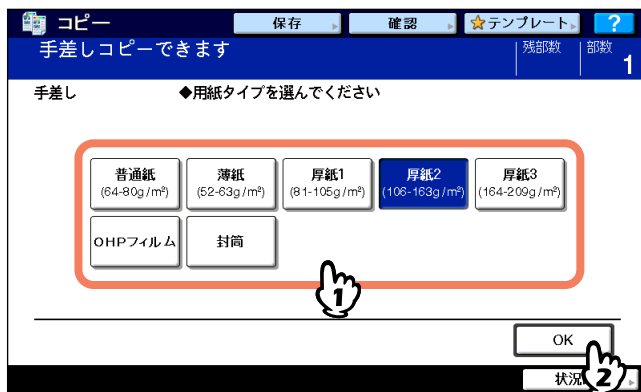 コピー 保存 確認 テンプレート ?
手差しコピーできます 残部数 部数 1
手差し ◆用紙タイプを選んでください
普通紙 薄紙 厚紙1 厚紙2 厚紙3
(64-80g/m²) (52-63g/m²) (81-105g/m²) (106-163g/m²) (164-209g/m²)
OHPフィルム 封筒
1
OK
状況
2